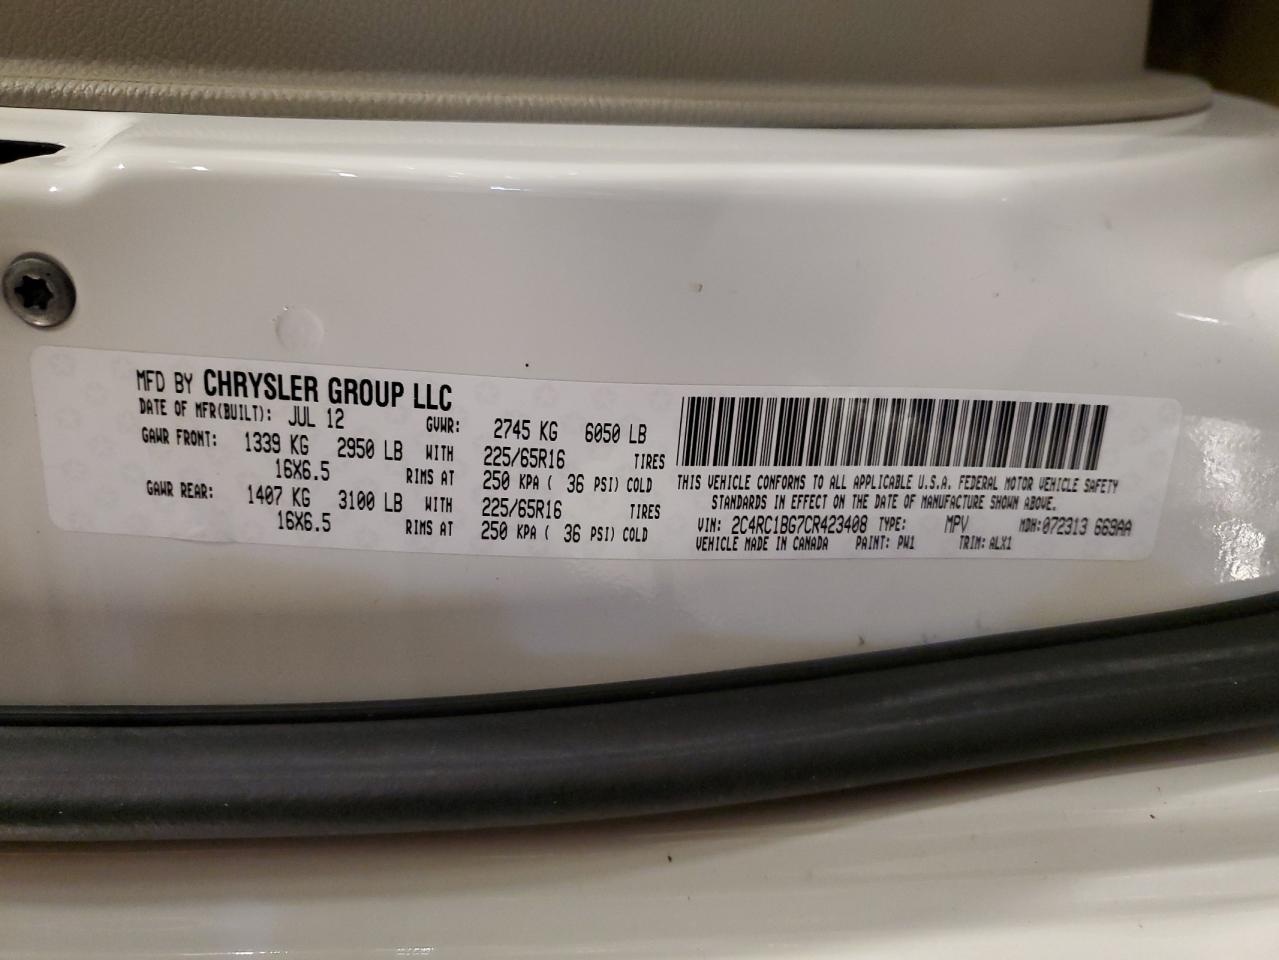 MFD BY CHRYSLER GROUP LLC
DATE OF MFR(BUILT): JUL 12 GVWR: 2745 KG 6050 LB
GAWR FRONT: 1339 KG 2950 LB WITH 225/65R16 TIRES
16X6.5 RIMS AT 250 KPA ( 36 PSI) COLD
GAWR REAR: 1407 KG 3100 LB WITH 225/65R16 TIRES
16X6.5 RIMS AT 250 KPA ( 36 PSI) COLD
THIS VEHICLE CONFORMS TO ALL APPLICABLE U.S.A. FEDERAL MOTOR VEHICLE SAFETY
STANDARDS IN EFFECT ON THE DATE OF MANUFACTURE SHOWN ABOVE.
VIN: 2C4RC1BG7CR423408 TYPE: MPV MDH: 072313 669AA
VEHICLE MADE IN CANADA PAINT: PW1 TRIM: ALX1